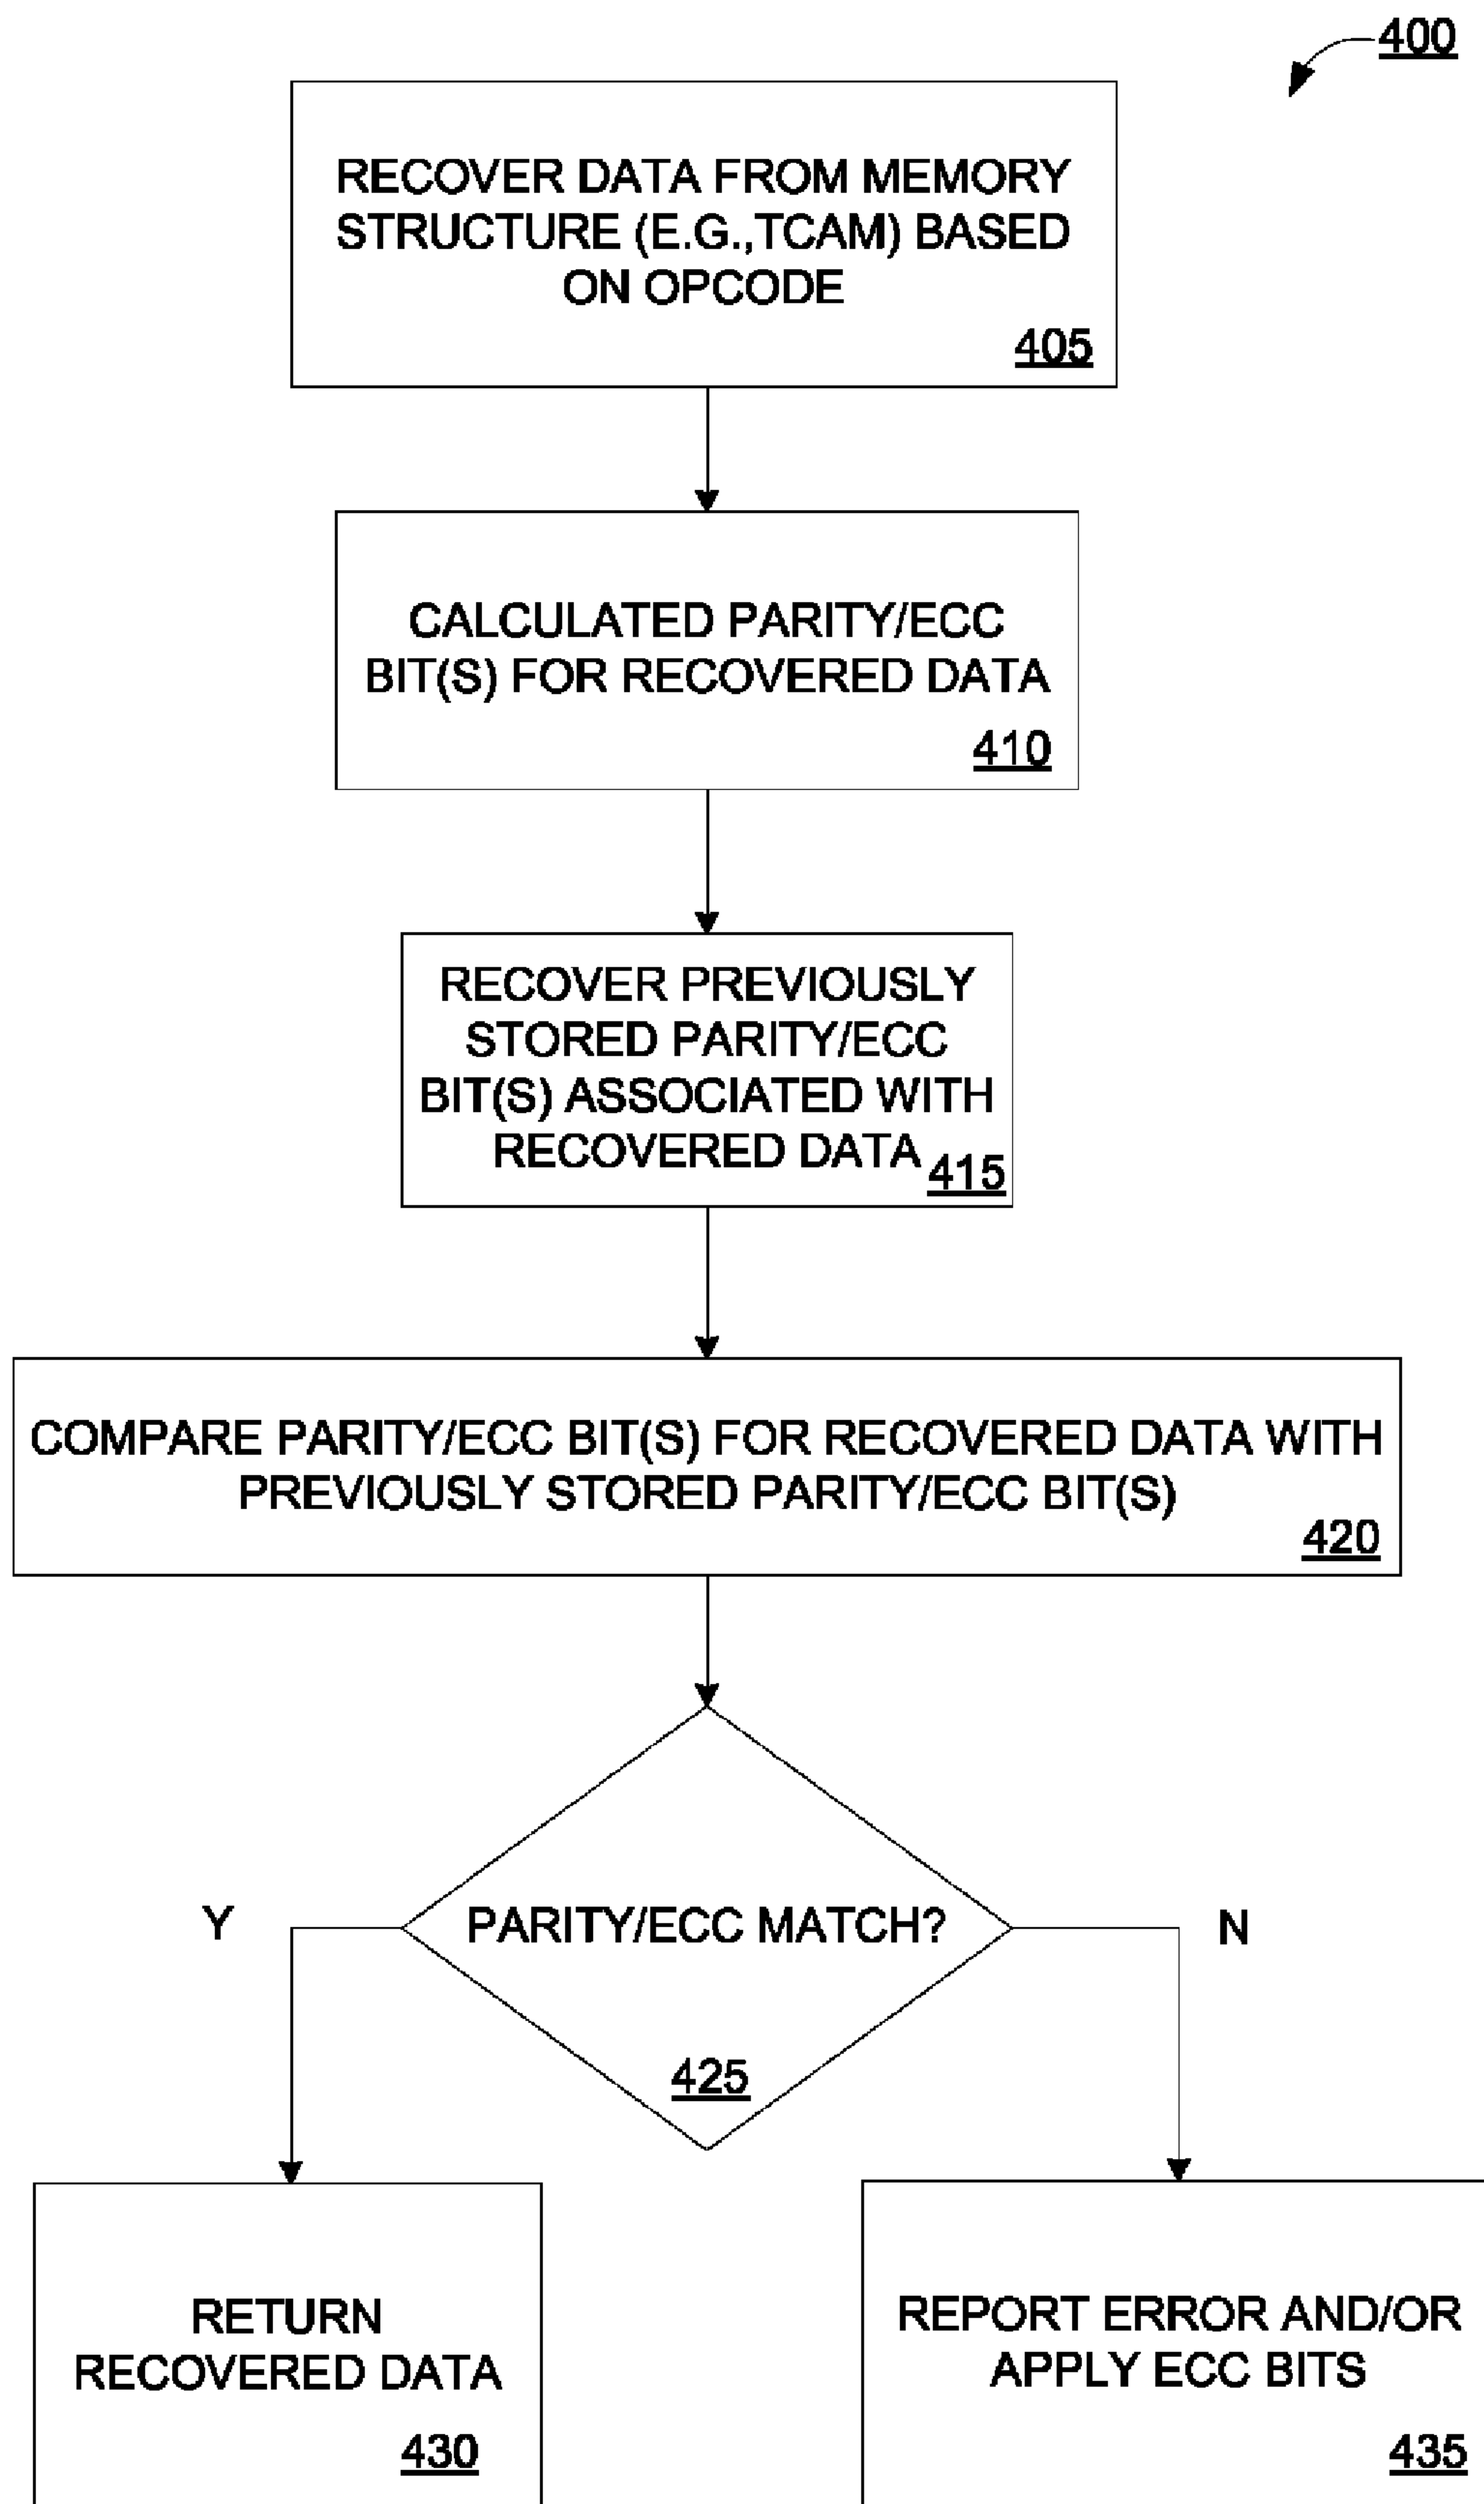 400
RECOVER DATA FROM MEMORY
STRUCTURE (E.G.,TCAM) BASED
ON OPCODE
405
CALCULATED PARITY/ECC
BIT(S) FOR RECOVERED DATA
410
RECOVER PREVIOUSLY
STORED PARITY/ECC
BIT(S) ASSOCIATED WITH
RECOVERED DATA
415
COMPARE PARITY/ECC BIT(S) FOR RECOVERED DATA WITH
PREVIOUSLY STORED PARITY/ECC BIT(S)
420
Y
PARITY/ECC MATCH?
N
425
RETURN
RECOVERED DATA
430
REPORT ERROR AND/OR
APPLY ECC BITS
435